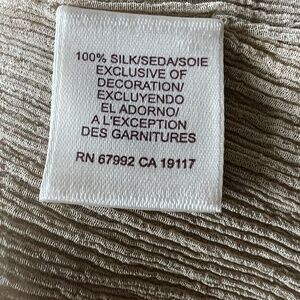 100% SILK/SEDA/SOIE
EXCLUSIVE OF
DECORATION/
EXCLUYENDO
EL ADORNO/
A L'EXCEPTION
DES GARNITURES
RN 67992 CA 19117